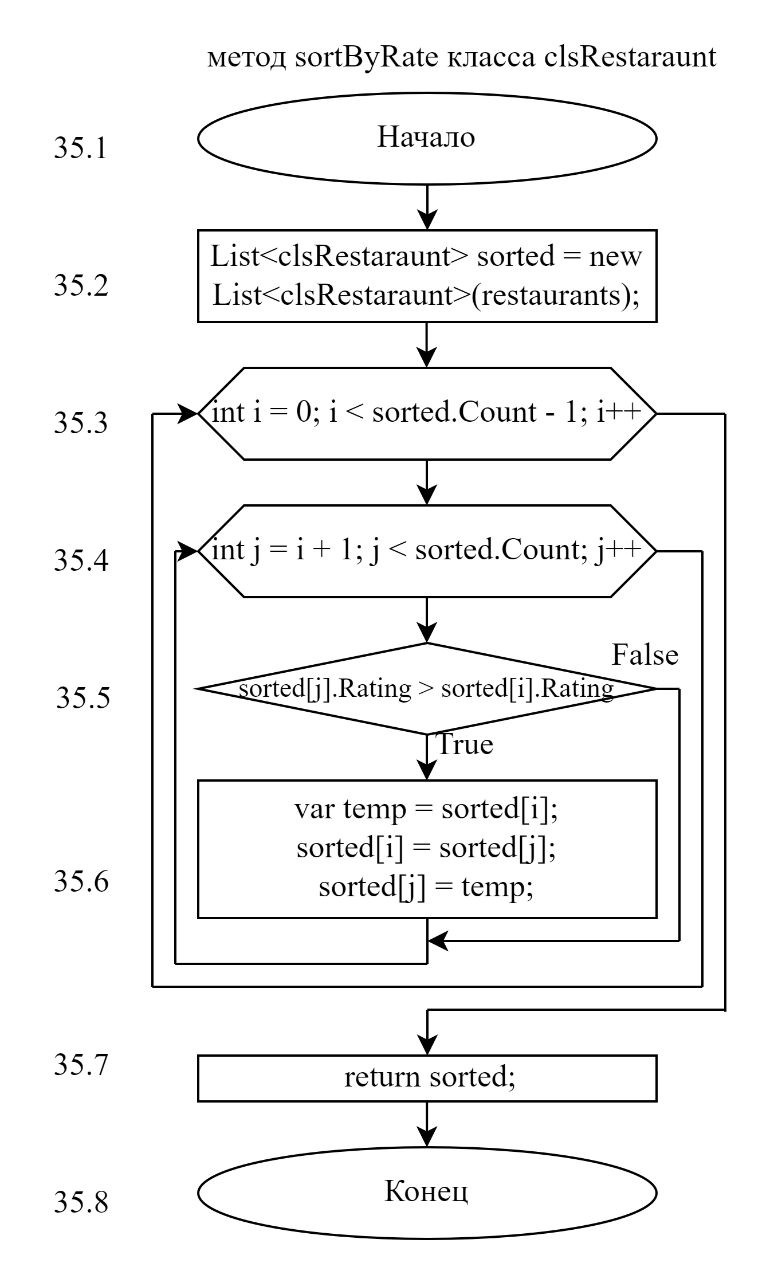 метод sortByRate класса clsRestaraunt
35.1
Начало
35.2
List<clsRestaraunt> sorted = new
List<clsRestaraunt>(restaurants);
35.3
int i = 0; i < sorted.Count - 1; i++
35.4
int j = i + 1; j < sorted.Count; j++
False
35.5
sorted[j].Rating > sorted[i].Rating
True
var temp = sorted[i];
sorted[i] = sorted[j];
35.6
sorted[j] = temp;
35.7
return sorted;
35.8
Конец